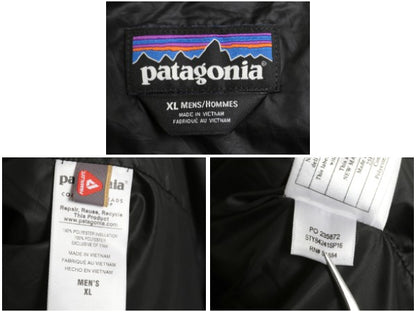 patagonia
XL MENS/HOMMES
MADE IN VIETNAM
FABRIQUÉ AU VIETNAM
patagonia
Repair, Reuse, Recycle
This Product
www.patagonia.com
100% POLYESTER INSULATION
100% POLYESTER
EXCLUSIVE OF TRIM
MADE IN VIETNAM
FABRIQUÉ AU VIETNAM
HECHO EN VIETNAM
MEN'S
XL
PO 235872
RN#